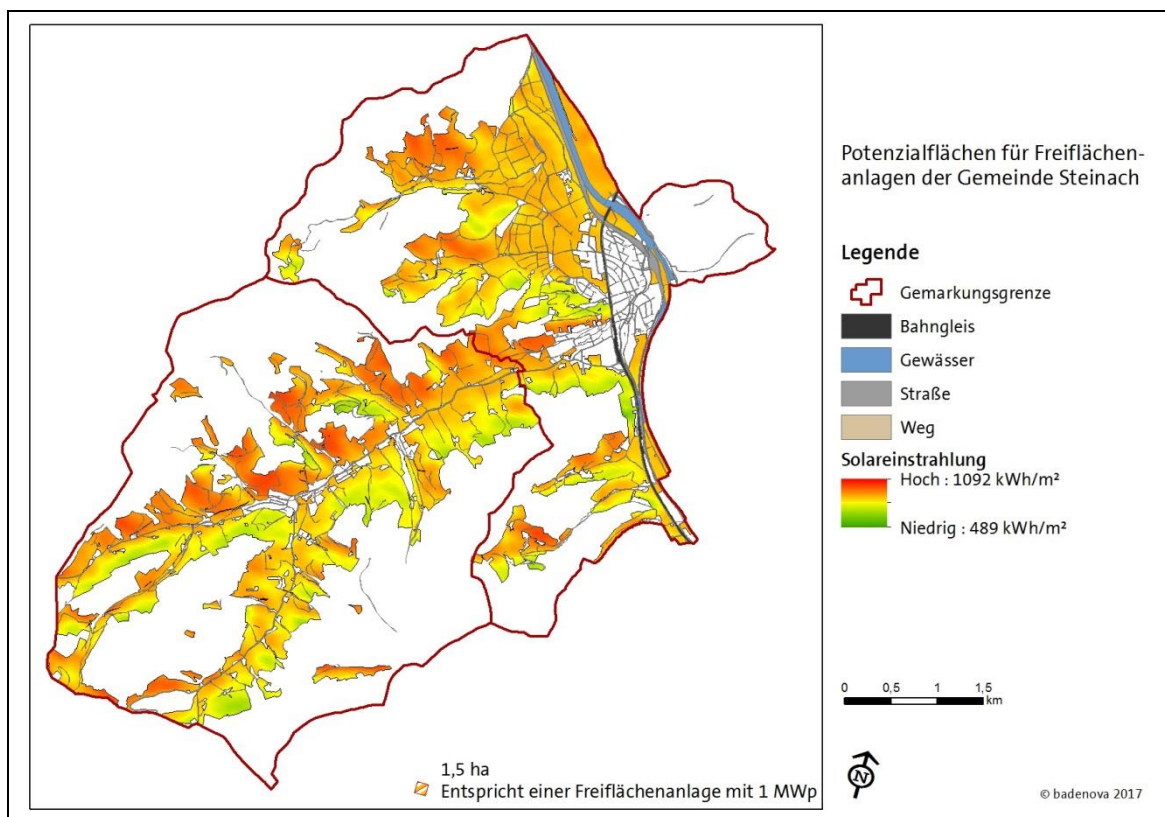 Potenzialflächen für Freiflächen-
anlagen der Gemeinde Steinach
Legende
Gemarkungsgrenze
Bahngleis
Gewässer
Straße
Weg
Solareinstrahlung
Hoch : 1092 kWh/m²
Niedrig : 489 kWh/m²
0 0,5 1 1,5
km
N
© badenova 2017
1,5 ha
Entspricht einer Freiflächenanlage mit 1 MWp